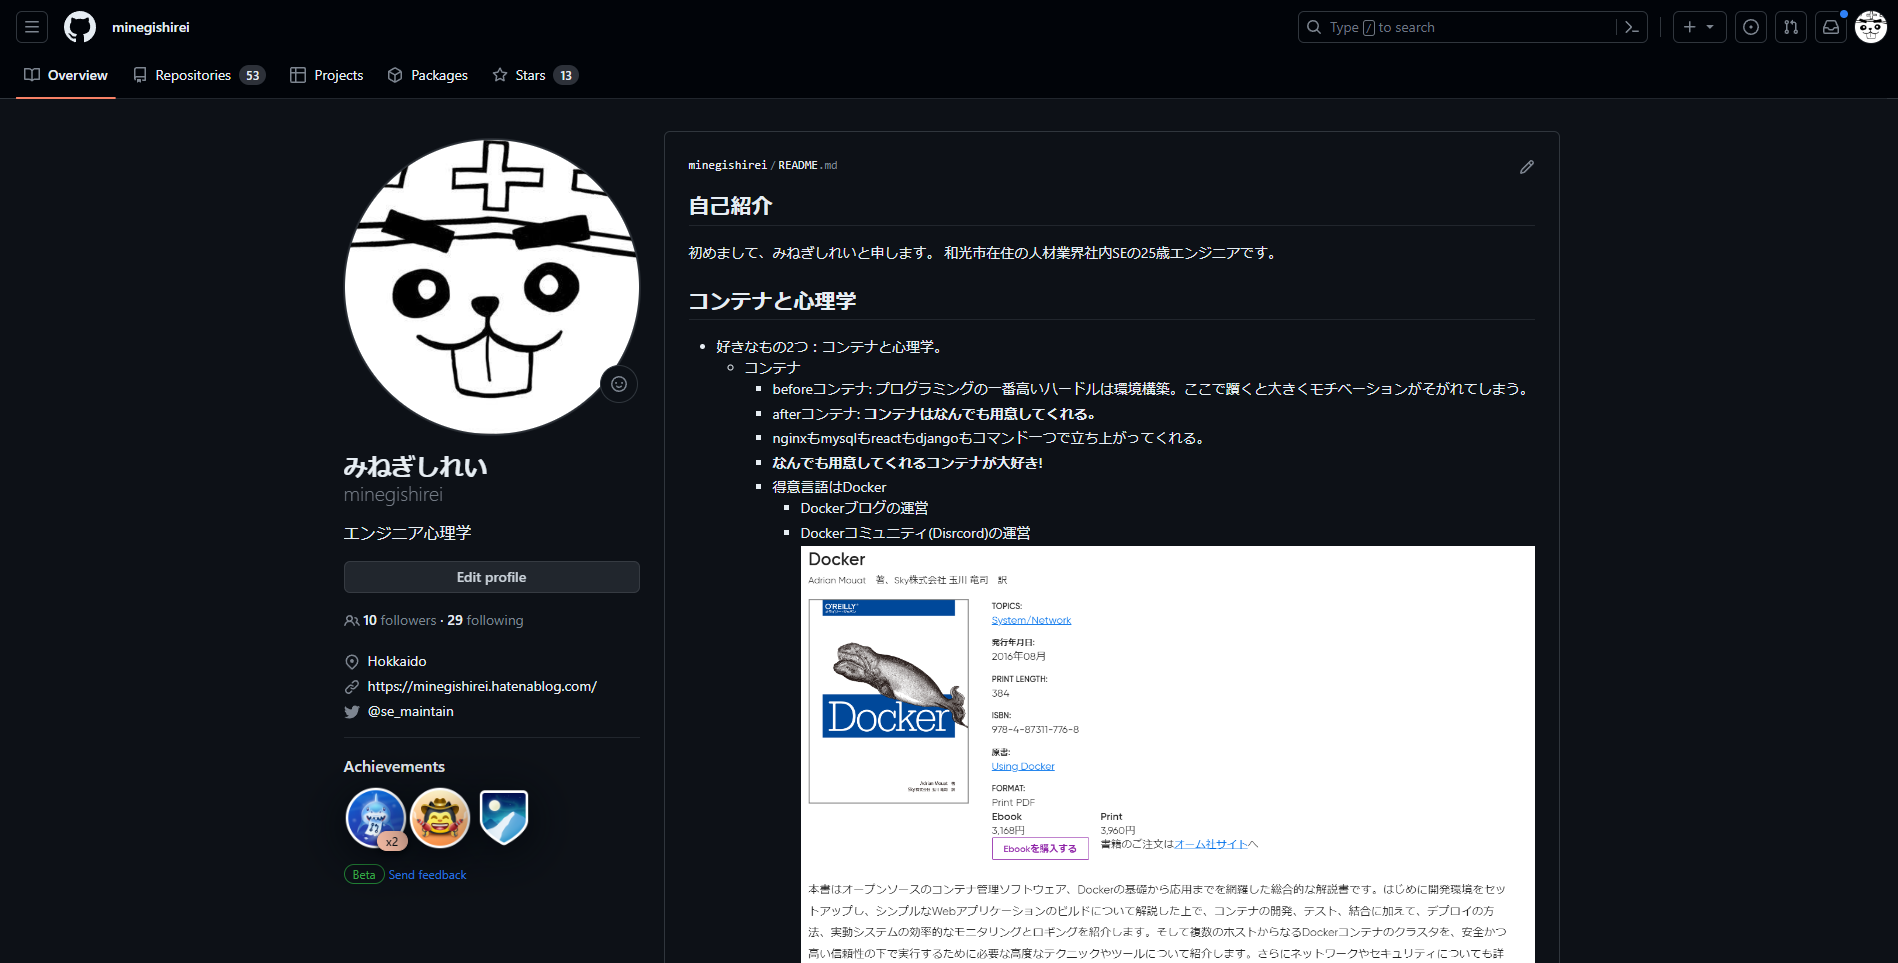 minegishirei
Type / to search
Overview
Repositories 53
Projects
Packages
Stars 13
みねぎしれい
minegishirei
エンジニア心理学
Edit profile
10 followers · 29 following
Hokkaido
https://minegishirei.hatenablog.com/
@se_maintain
Achievements
x2
Beta Send feedback
minegishirei/README.md
自己紹介
初めまして、みねぎしれいと申します。 和光市在住の人材業界社内SEの25歳エンジニアです。
コンテナと心理学
好きなもの2つ：コンテナと心理学。
コンテナ
beforeコンテナ: プログラミングの一番高いハードルは環境構築。ここで躓くと大きくモチベーションがそがれてしまう。
afterコンテナ: コンテナはなんでも用意してくれる。
nginxもmysqlもreactもdjangoもコマンド一つで立ち上がってくれる。
なんでも用意してくれるコンテナが大好き!
得意言語はDocker
Dockerブログの運営
Dockerコミュニティ(Disrcord)の運営
Docker
Adrian Mouat 著、Sky株式会社 玉川 竜司 訳
O'REILLY
Docker
Adrian Mouat 著
Sky株式会社 玉川 竜司 訳
TOPICS:
System/Network
発行年月日:
2016年08月
PRINT LENGTH:
384
ISBN:
978-4-87311-776-8
原書:
Using Docker
FORMAT:
Print PDF
Ebook
3,168円
Ebookを購入する
Print
3,960円
書籍のご注文はオーム社サイトへ
本書はオープンソースのコンテナ管理ソフトウェア、Dockerの基礎から応用までを網羅した総合的な解説書です。はじめに開発環境をセッ
トアップし、シンプルなWebアプリケーションのビルドについて解説した上で、コンテナの開発、テスト、結合に加えて、デプロイの方
法、実動システムの効率的なモニタリングとロギングを紹介します。そして複数のホストからなるDockerコンテナのクラスタを、安全かつ
高い信頼性の下で実行するために必要な高度なテクニックやツールについて紹介します。さらにネットワークやセキュリティについても詳